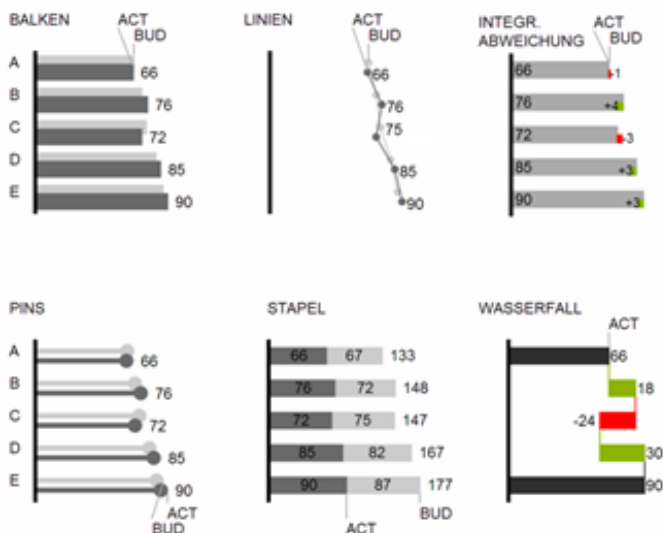 BALKEN
ACT
BUD
A
66
B
76
C
72
D
85
E
90
LINIEN
ACT
BUD
66
76
75
85
90
INTEGR.
ABWEICHUNG
ACT
BUD
66
+1
76
+4
72
-3
85
+3
90
+3
PINS
A
66
B
76
C
72
D
85
E
90
ACT
BUD
STAPEL
66 67 133
76 72 148
72 75 147
85 82 167
90 87 177
ACT
BUD
WASSERFALL
ACT
66
18
-24
30
90